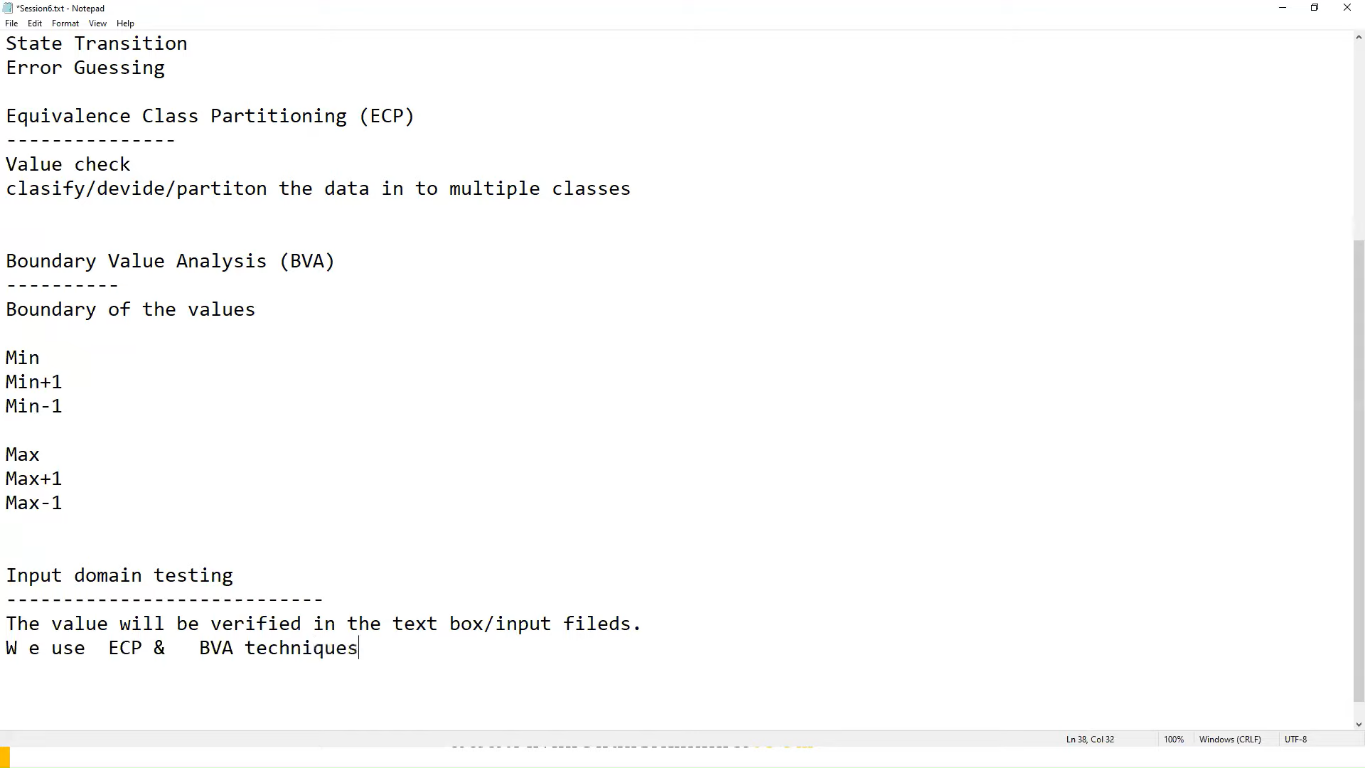 *Session6.txt - Notepad
File Edit Format View Help
State Transition
Error Guessing
Equivalence Class Partitioning (ECP)
---------------
Value check
clasify/devide/partiton the data in to multiple classes
Boundary Value Analysis (BVA)
----------
Boundary of the values
Min
Min+1
Min-1
Max
Max+1
Max-1
Input domain testing
----------------------------
The value will be verified in the text box/input fileds.
W e use  ECP &   BVA techniques
Ln 38, Col 32 100% Windows (CRLF) UTF-8